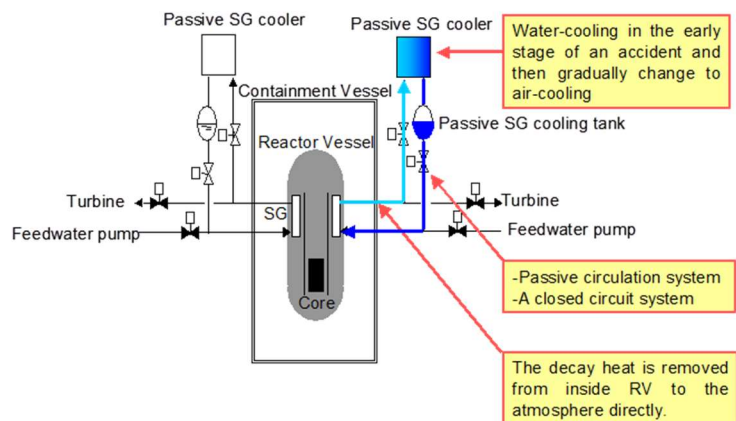 Passive SG cooler
Passive SG cooler
Water-cooling in the early
stage of an accident and
then gradually change to
air-cooling
Containment Vessel
Passive SG cooling tank
Reactor Vessel
Turbine
SG
Turbine
Feedwater pump
Feedwater pump
-Passive circulation system
-A closed circuit system
Core
The decay heat is removed
from inside RV to the
atmosphere directly.